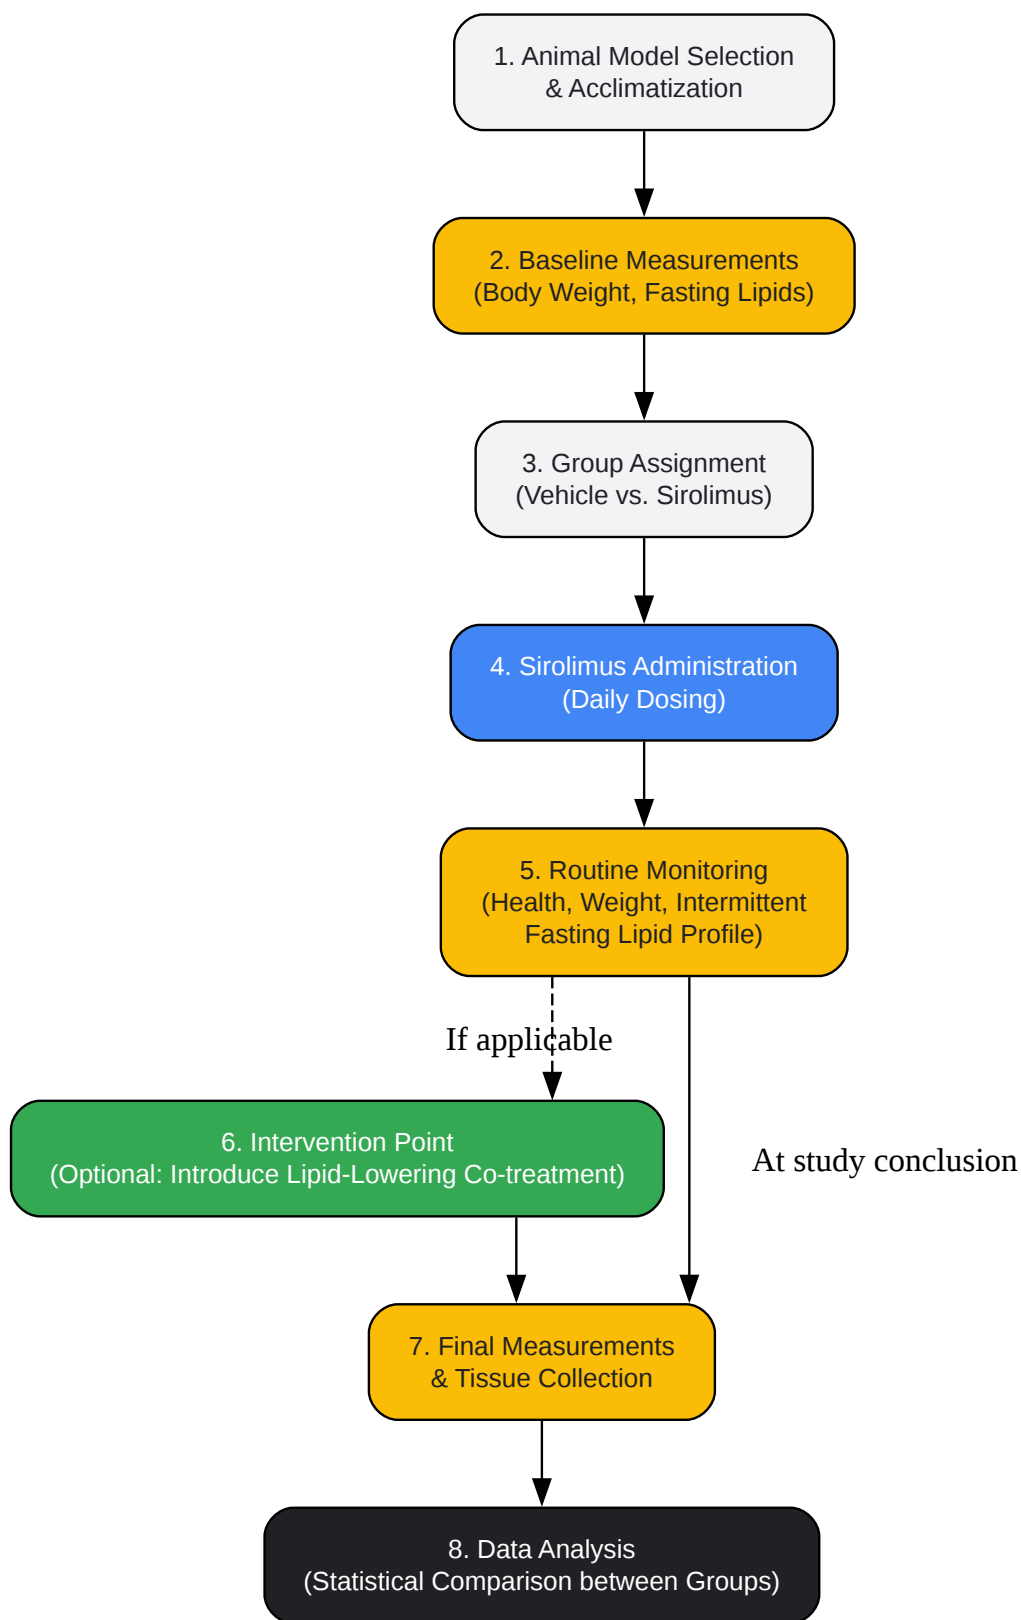 1. Animal Model Selection
& Acclimatization
2. Baseline Measurements
(Body Weight, Fasting Lipids)
3. Group Assignment
(Vehicle vs. Sirolimus)
4. Sirolimus Administration
(Daily Dosing)
5. Routine Monitoring
(Health, Weight, Intermittent
Fasting Lipid Profile)
If applicable
6. Intervention Point
(Optional: Introduce Lipid-Lowering Co-treatment)
At study conclusion
7. Final Measurements
& Tissue Collection
8. Data Analysis
(Statistical Comparison between Groups)